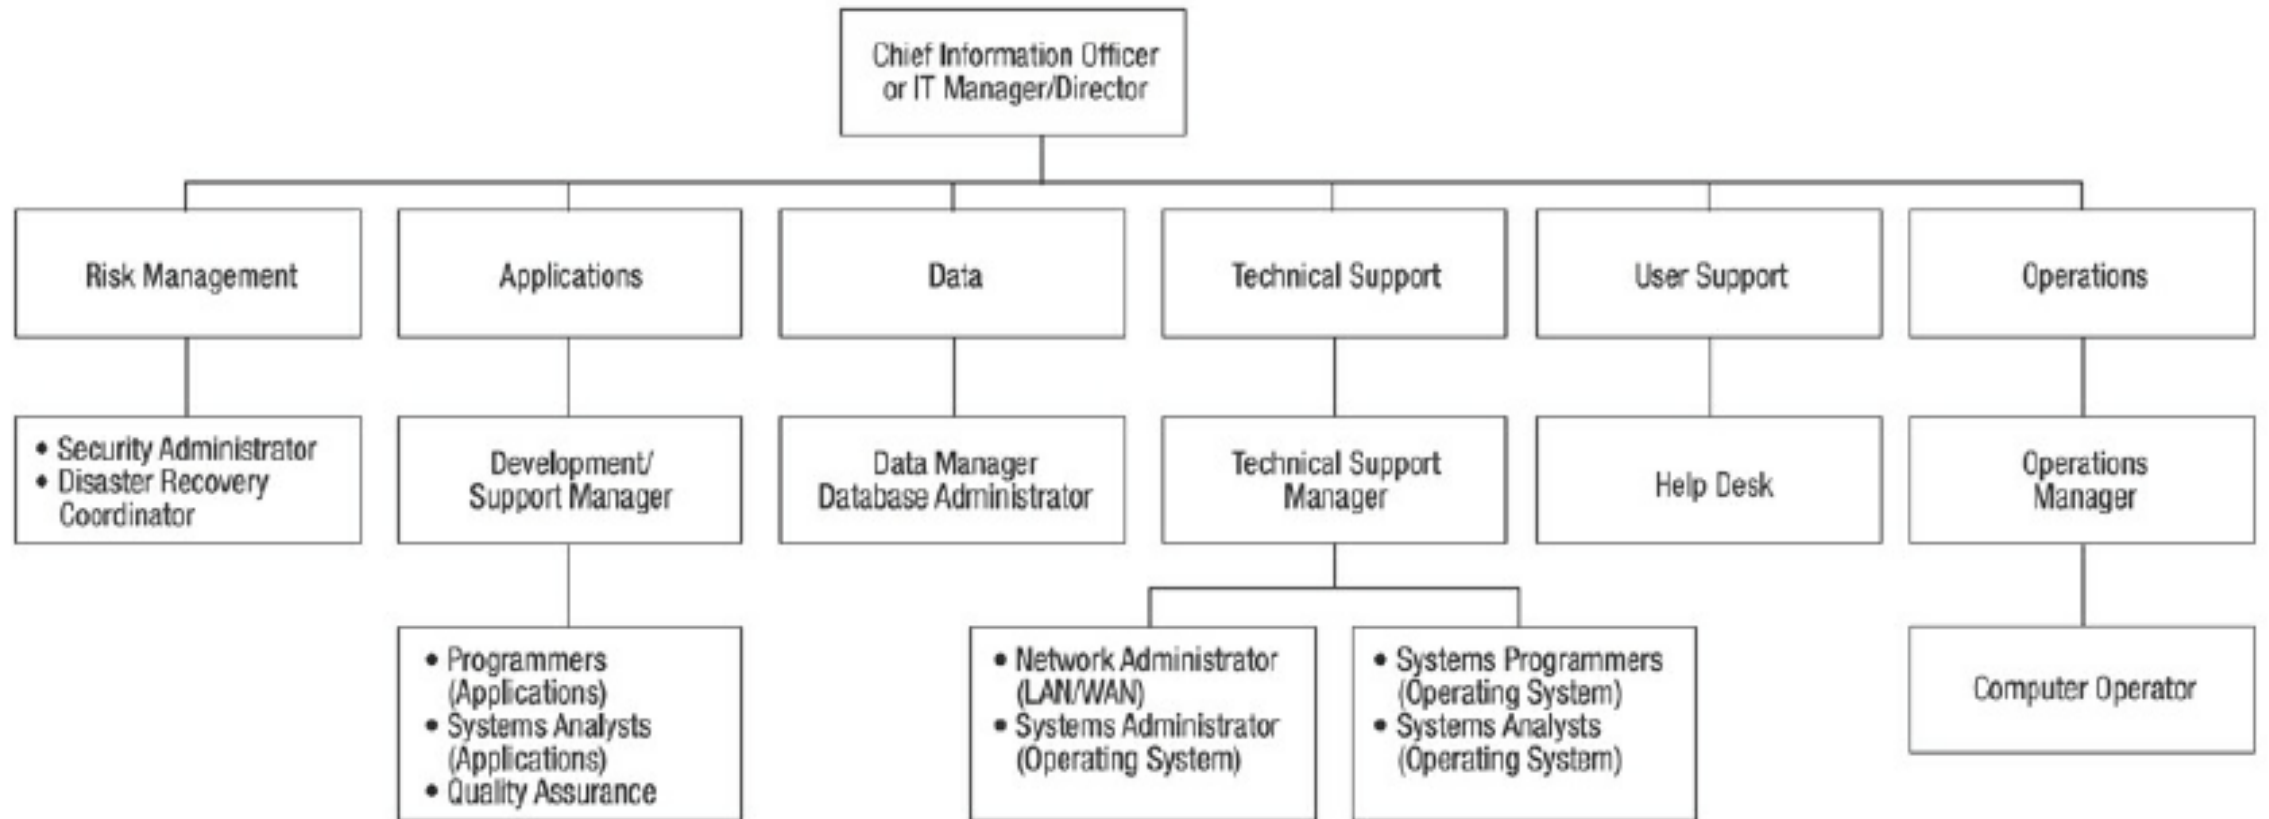 Chief Information Officer
or IT Manager/Director
Risk Management
Applications
Data
Technical Support
User Support
Operations
• Security Administrator
• Disaster Recovery
Coordinator
Development/
Support Manager
Data Manager
Database Administrator
Technical Support
Manager
Help Desk
Operations
Manager
• Programmers
(Applications)
• Systems Analysts
(Applications)
• Quality Assurance
• Network Administrator
(LAN/WAN)
• Systems Administrator
(Operating System)
• Systems Programmers
(Operating System)
• Systems Analysts
(Operating System)
Computer Operator